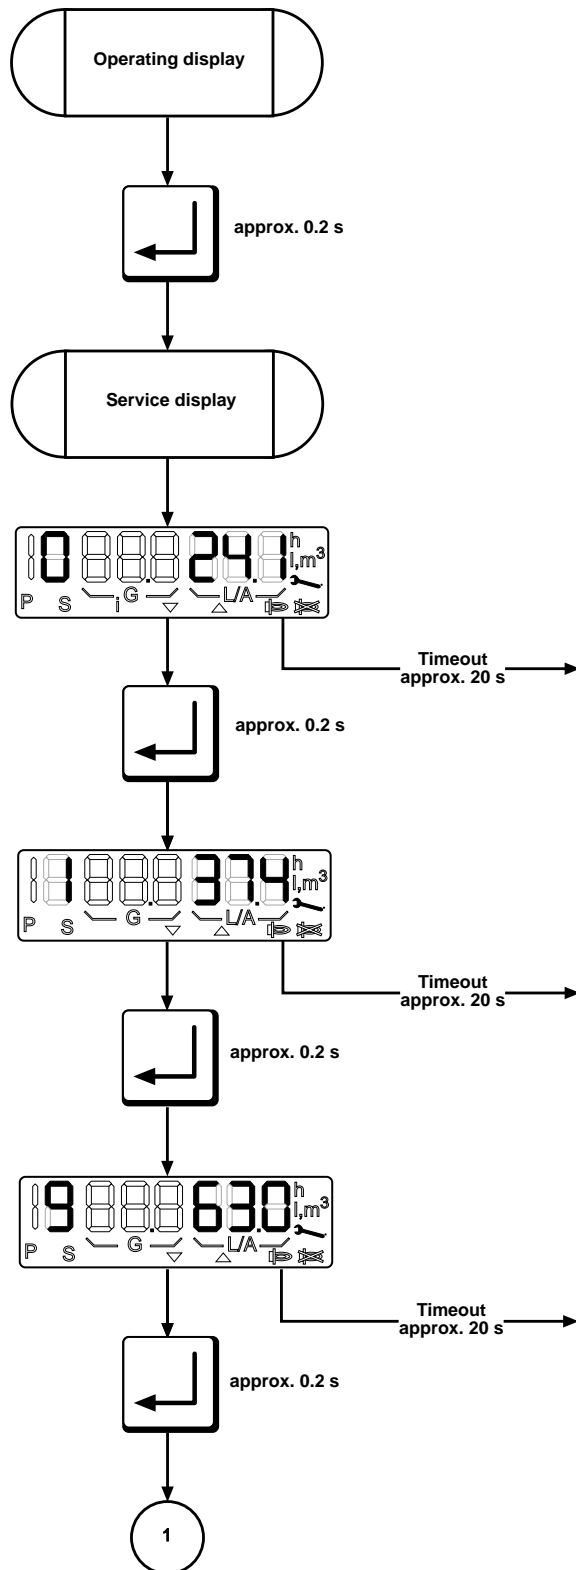 Operating display
approx. 0.2 s
Service display
0 24.1 h
l,m³
P S i G L/A
Timeout
approx. 20 s
approx. 0.2 s
1 37.4 h
l,m³
P S G L/A
Timeout
approx. 20 s
approx. 0.2 s
9 63.0 h
l,m³
P S G L/A
Timeout
approx. 20 s
approx. 0.2 s
1